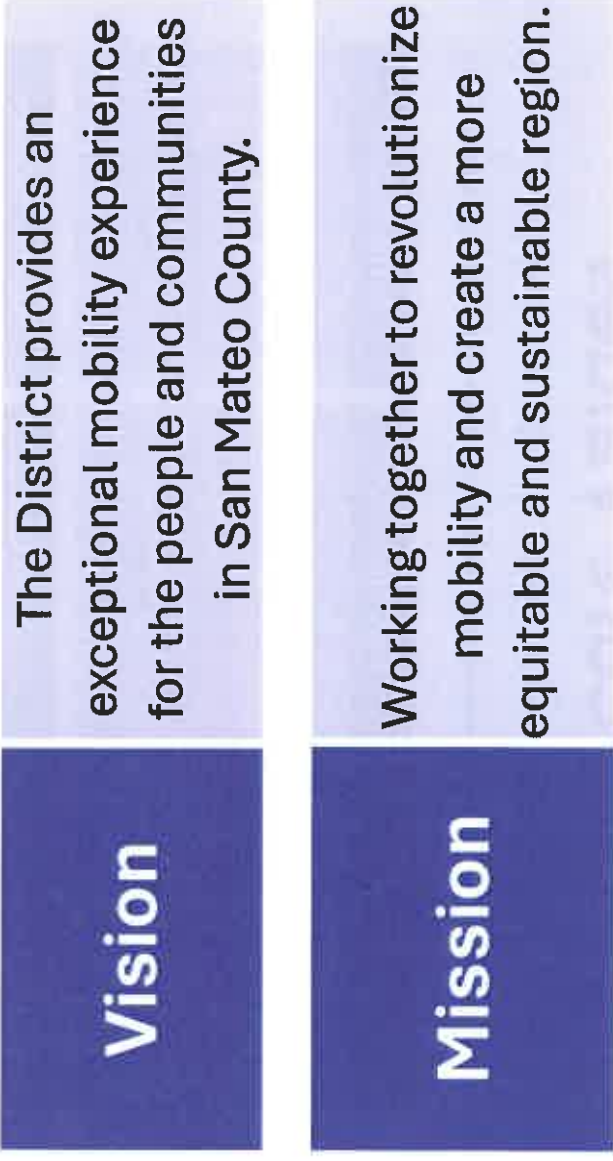 Vision
The District provides an
exceptional mobility experience
for the people and communities
in San Mateo County.
Mission
Working together to revolutionize
mobility and create a more
equitable and sustainable region.